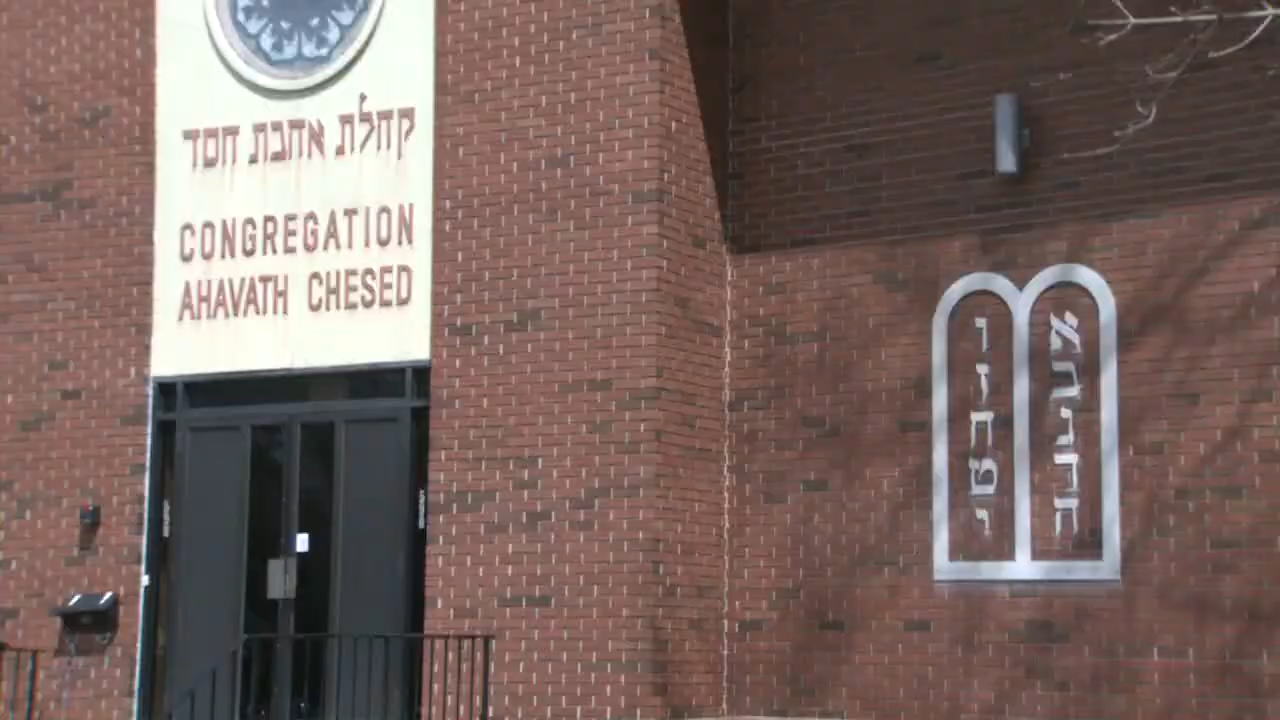 קהלת אהבת חסד
CONGREGATION
AHAVATH CHESED
א
ב
ג
ד
ה
ו
ז
ח
ט
י